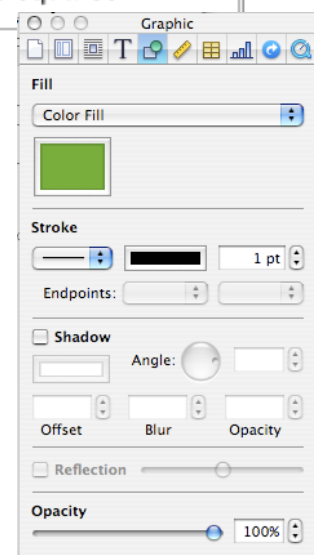 Graphic
T
Fill
Color Fill
Stroke
1 pt
Endpoints:
Shadow
Angle:
Offset Blur Opacity
Reflection
Opacity
100%